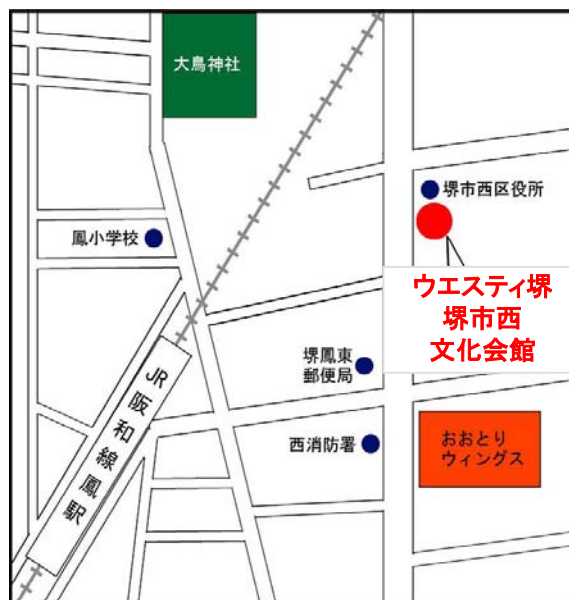 大鳥神社
堺市西区役所
鳳小学校
ウエスティ堺
堺市西
文化会館
堺鳳東
郵便局
JR阪和線鳳駅
西消防署
おおとり
ウィングス